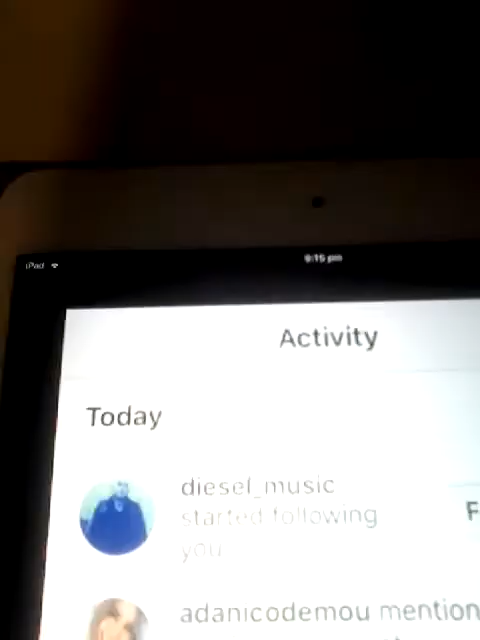 iPad
9:15 pm
Activity
Today
diesel_music
started following
you
F
adanicodemou mention